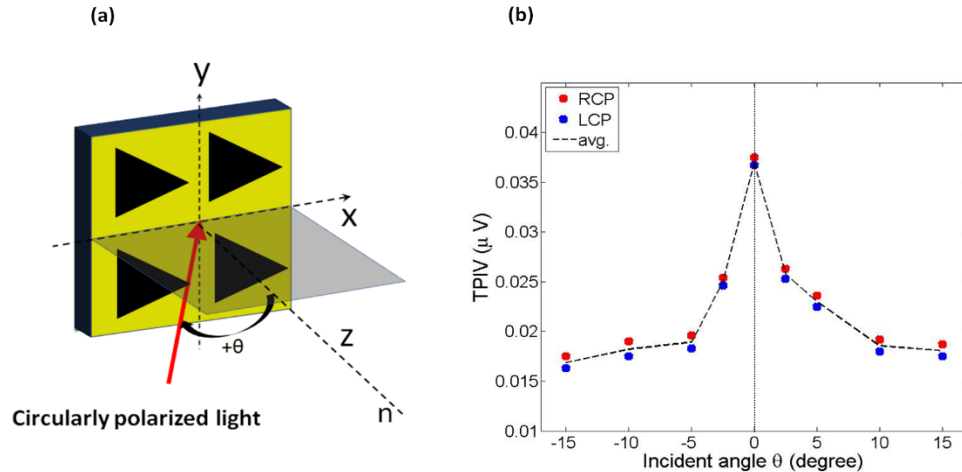 (a)
y
x
+θ
z
n
Circularly polarized light
(b)
RCP
LCP
avg.
0.04
0.035
0.03
0.025
0.02
0.015
0.01
TPIV (μ V)
-15 -10 -5 0 5 10 15
Incident angle θ (degree)